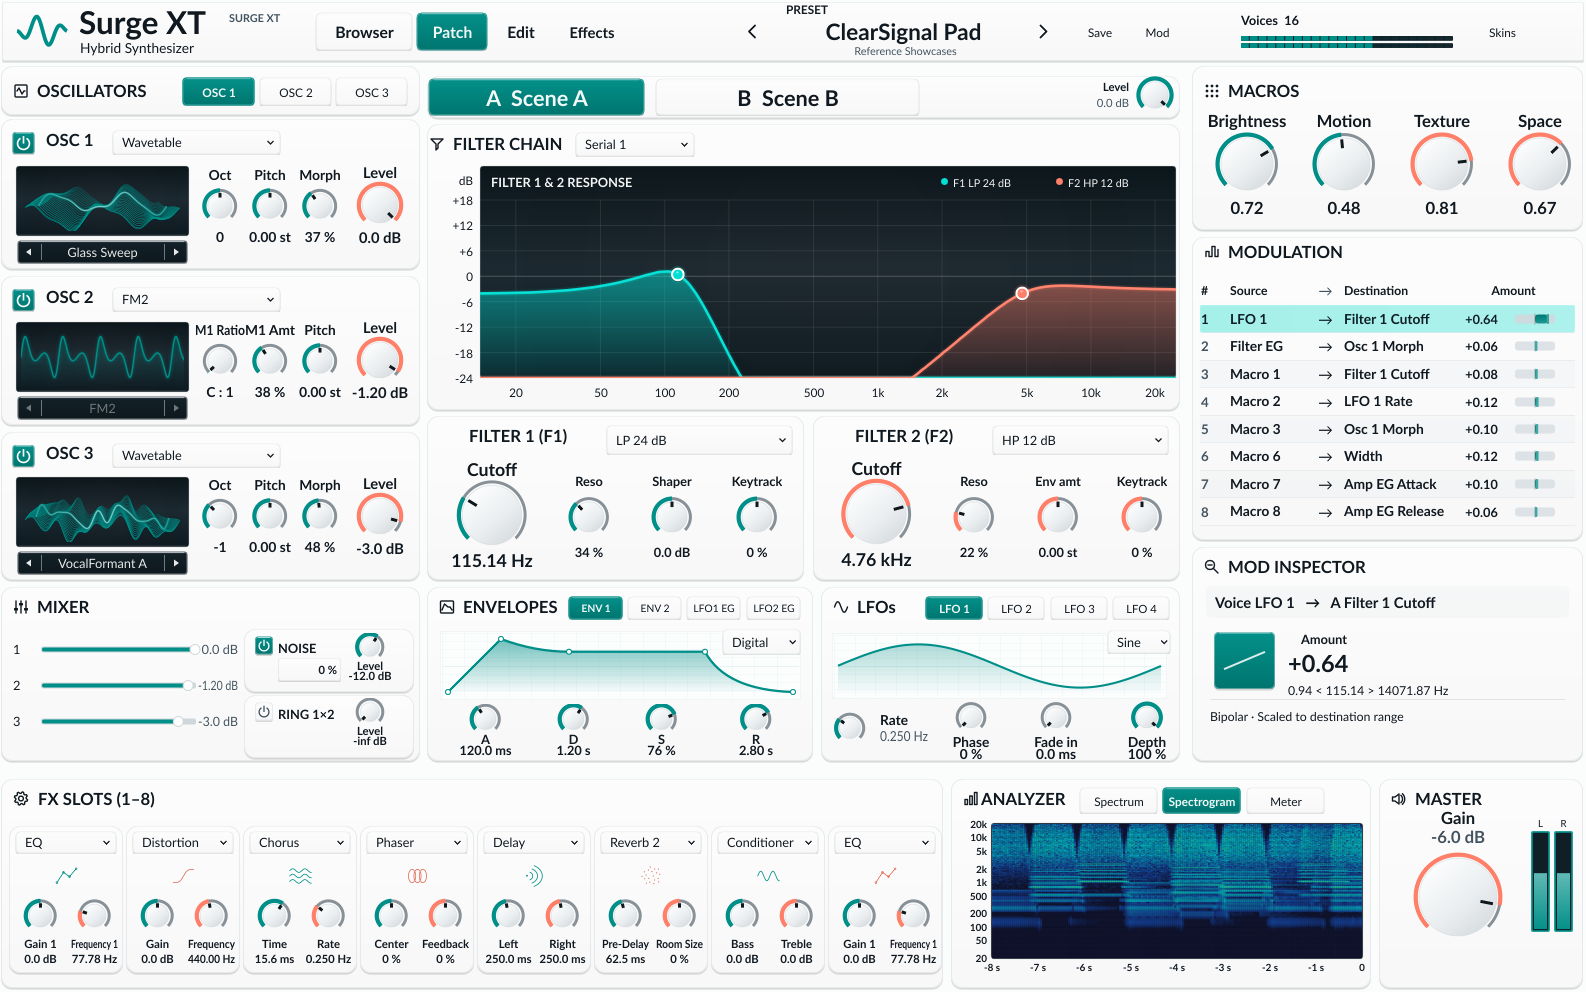 Surge XT
Hybrid Synthesizer
SURGE XT
Browser
Patch
Edit
Effects
PRESET
ClearSignal Pad
Reference Showcases
Save
Mod
Voices 16
Skins
OSCILLATORS
OSC 1
OSC 2
OSC 3
OSC 1
Wavetable
Glass Sweep
Oct
Pitch
Morph
Level
0
0.00 st
37 %
0.0 dB
OSC 2
FM2
FM2
M1 Ratio
M1 Amt
Pitch
Level
C : 1
38 %
0.00 st
-1.20 dB
OSC 3
Wavetable
VocalFormant A
Oct
Pitch
Morph
Level
-1
0.00 st
48 %
-3.0 dB
MIXER
1
0.0 dB
2
-1.20 dB
3
-3.0 dB
NOISE
0 %
Level
-12.0 dB
RING 1×2
Level
-inf dB
A Scene A
B Scene B
Level
0.0 dB
FILTER CHAIN
Serial 1
FILTER 1 & 2 RESPONSE
F1 LP 24 dB
F2 HP 12 dB
dB
+18
+12
+6
0
-6
-12
-18
-24
20
50
100
200
500
1k
2k
5k
10k
20k
FILTER 1 (F1)
LP 24 dB
Cutoff
115.14 Hz
Reso
34 %
Shaper
0.0 dB
Keytrack
0 %
FILTER 2 (F2)
HP 12 dB
Cutoff
4.76 kHz
Reso
22 %
Env amt
0.00 st
Keytrack
0 %
ENVELOPES
ENV 1
ENV 2
LFO1 EG
LFO2 EG
Digital
A
120.0 ms
D
1.20 s
S
76 %
R
2.80 s
LFOs
LFO 1
LFO 2
LFO 3
LFO 4
Sine
Rate
0.250 Hz
Phase
0 %
Fade in
0.0 ms
Depth
100 %
MACROS
Brightness
Motion
Texture
Space
0.72
0.48
0.81
0.67
MODULATION
# Source → Destination Amount
1 LFO 1 → Filter 1 Cutoff +0.64
2 Filter EG → Osc 1 Morph +0.06
3 Macro 1 → Filter 1 Cutoff +0.08
4 Macro 2 → LFO 1 Rate +0.12
5 Macro 3 → Osc 1 Morph +0.10
6 Macro 6 → Width +0.12
7 Macro 7 → Amp EG Attack +0.10
8 Macro 8 → Amp EG Release +0.06
MOD INSPECTOR
Voice LFO 1 → A Filter 1 Cutoff
Amount
+0.64
0.94 < 115.14 > 14071.87 Hz
Bipolar · Scaled to destination range
FX SLOTS (1–8)
EQ
Gain 1
0.0 dB
Frequency 1
77.78 Hz
Distortion
Gain
0.0 dB
Frequency
440.00 Hz
Chorus
Time
15.6 ms
Rate
0.250 Hz
Phaser
Center
0 %
Feedback
0 %
Delay
Left
250.0 ms
Right
250.0 ms
Reverb 2
Pre-Delay
62.5 ms
Room Size
0 %
Conditioner
Bass
0.0 dB
Treble
0.0 dB
EQ
Gain 1
0.0 dB
Frequency 1
77.78 Hz
ANALYZER
Spectrum
Spectrogram
Meter
20k
10k
5k
2k
1k
500
200
100
50
20
-8 s
-7 s
-6 s
-5 s
-4 s
-3 s
-2 s
-1 s
0
MASTER
Gain
-6.0 dB
L
R